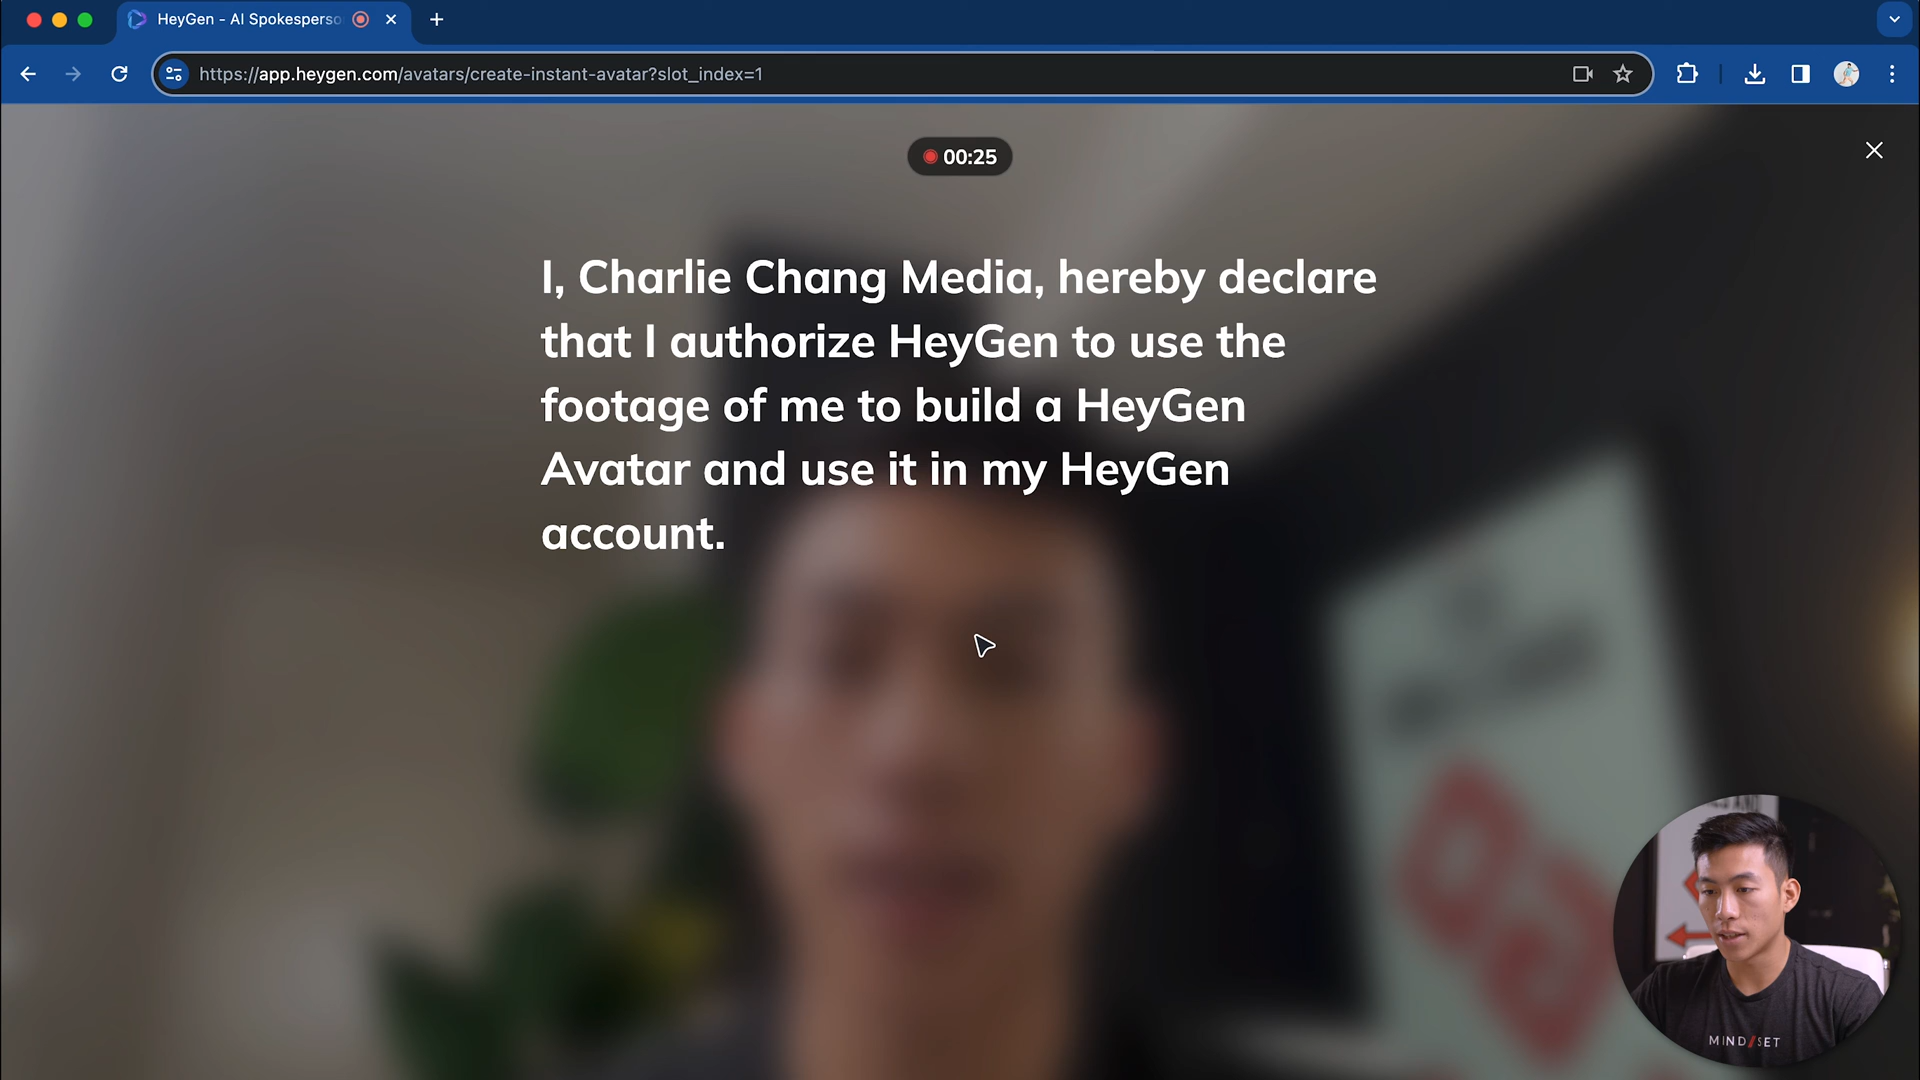 HeyGen - AI Spokesperso
https://app.heygen.com/avatars/create-instant-avatar?slot_index=1
00:25
I, Charlie Chang Media, hereby declare
that I authorize HeyGen to use the
footage of me to build a HeyGen
Avatar and use it in my HeyGen
account.
MIND/SET